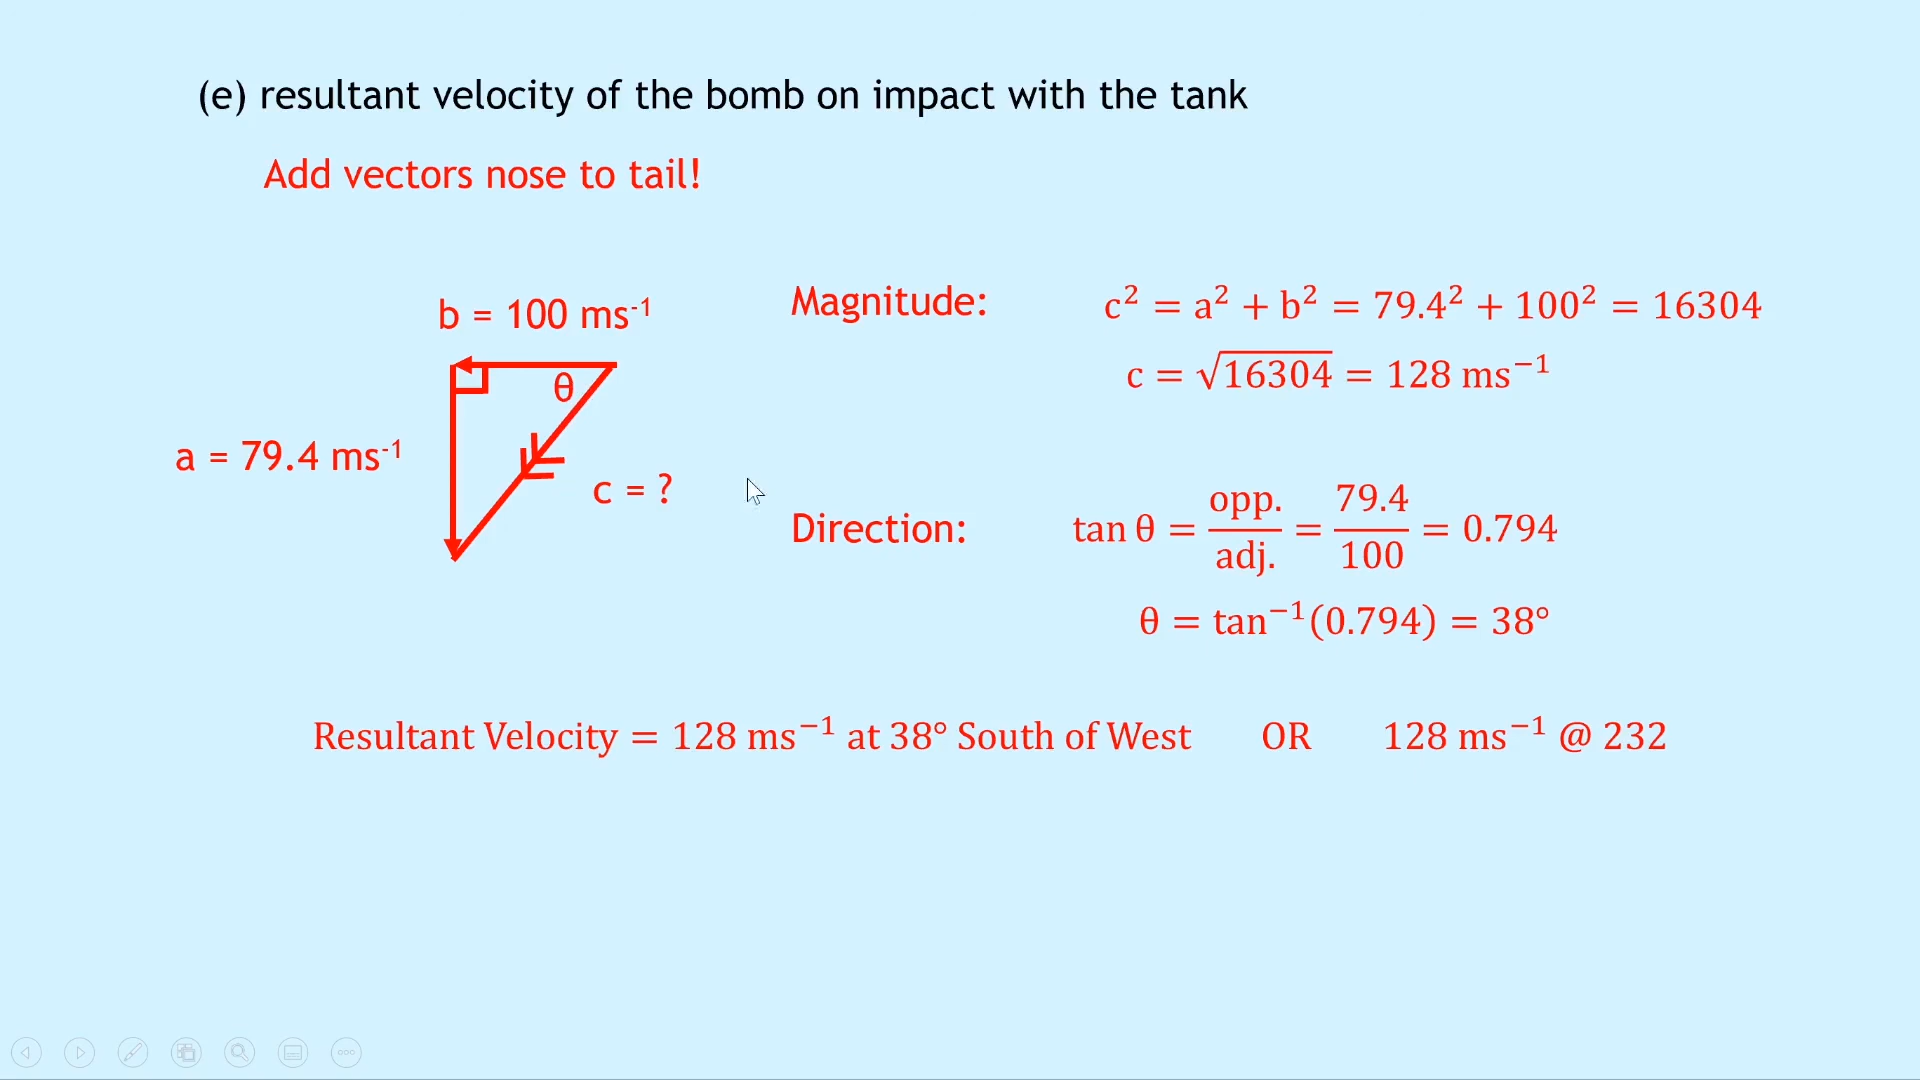 (e) resultant velocity of the bomb on impact with the tank
Add vectors nose to tail!
b = 100 ms⁻¹
θ
a = 79.4 ms⁻¹
c = ?
Magnitude:
c² = a² + b² = 79.4² + 100² = 16304
c = √16304 = 128 ms⁻¹
Direction:
tan θ = opp./adj. = 79.4/100 = 0.794
θ = tan⁻¹(0.794) = 38°
Resultant Velocity = 128 ms⁻¹ at 38° South of West OR 128 ms⁻¹ @ 232